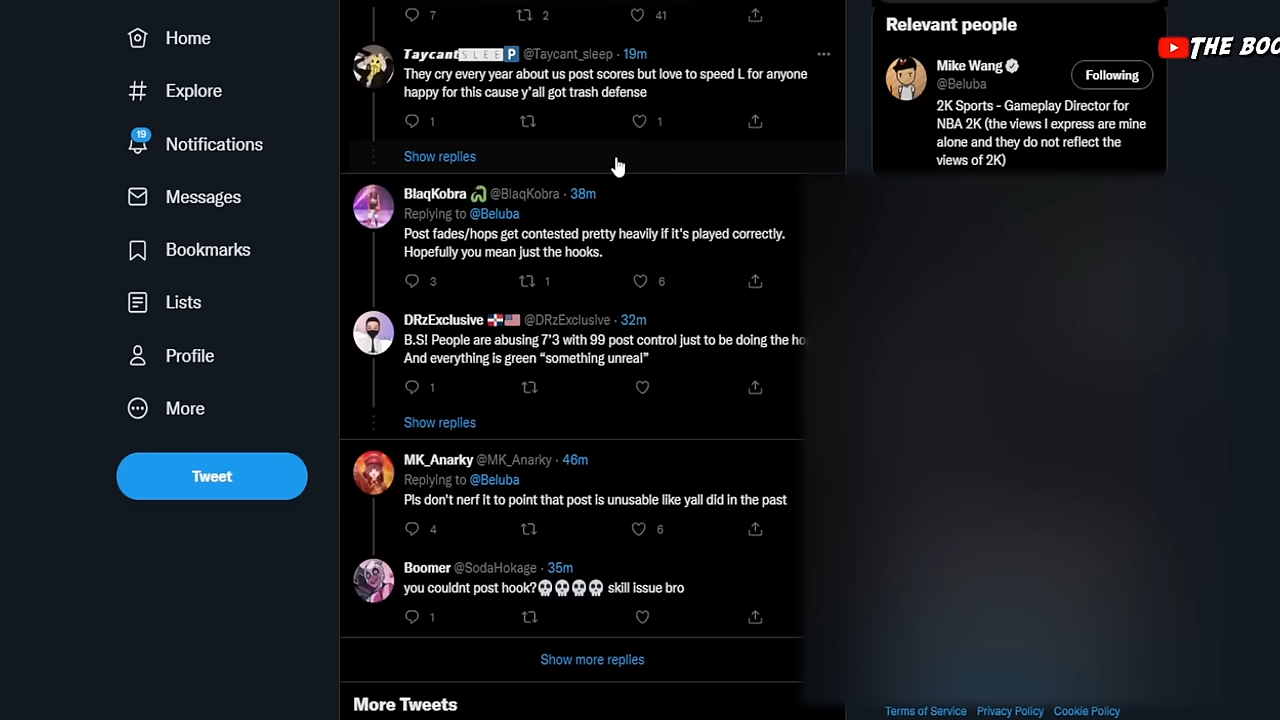 Home
Explore
19
Notifications
Messages
Bookmarks
Lists
Profile
More
Tweet
7 2 41
Taycant SLEE P @Taycant_sleep · 19m
They cry every year about us post scores but love to speed L for anyone
happy for this cause y'all got trash defense
1 1
Show replies
BlaqKobra @BlaqKobra · 38m
Replying to @Beluba
Post fades/hops get contested pretty heavily if it's played correctly.
Hopefully you mean just the hooks.
3 1 6
DRzExclusive @DRzExclusive · 32m
B.S! People are abusing 7'3 with 99 post control just to be doing the
And everything is green “something unreal”
1
Show replies
MK_Anarky @MK_Anarky · 46m
Replying to @Beluba
Pls don't nerf it to point that post is unusable like yall did in the past
4 6
Boomer @SodaHokage · 35m
you couldnt post hook?💀💀💀💀 skill issue bro
1
Show more replies
More Tweets
Relevant people
THE BOO
Mike Wang
@Beluba
Following
2K Sports - Gameplay Director for
NBA 2K (the views I express are mine
alone and they do not reflect the
views of 2K)
Terms of Service Privacy Policy Cookie Policy